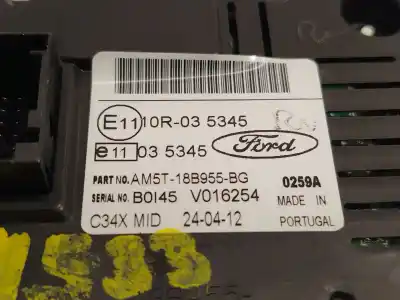 E11 10R-03 5345
e11 03 5345
Ford
PART NO. AM5T-18B955-BG 0259A
SERIAL NO. B0I45 V016254
C34X MID 24-04-12 MADE IN
PORTUGAL